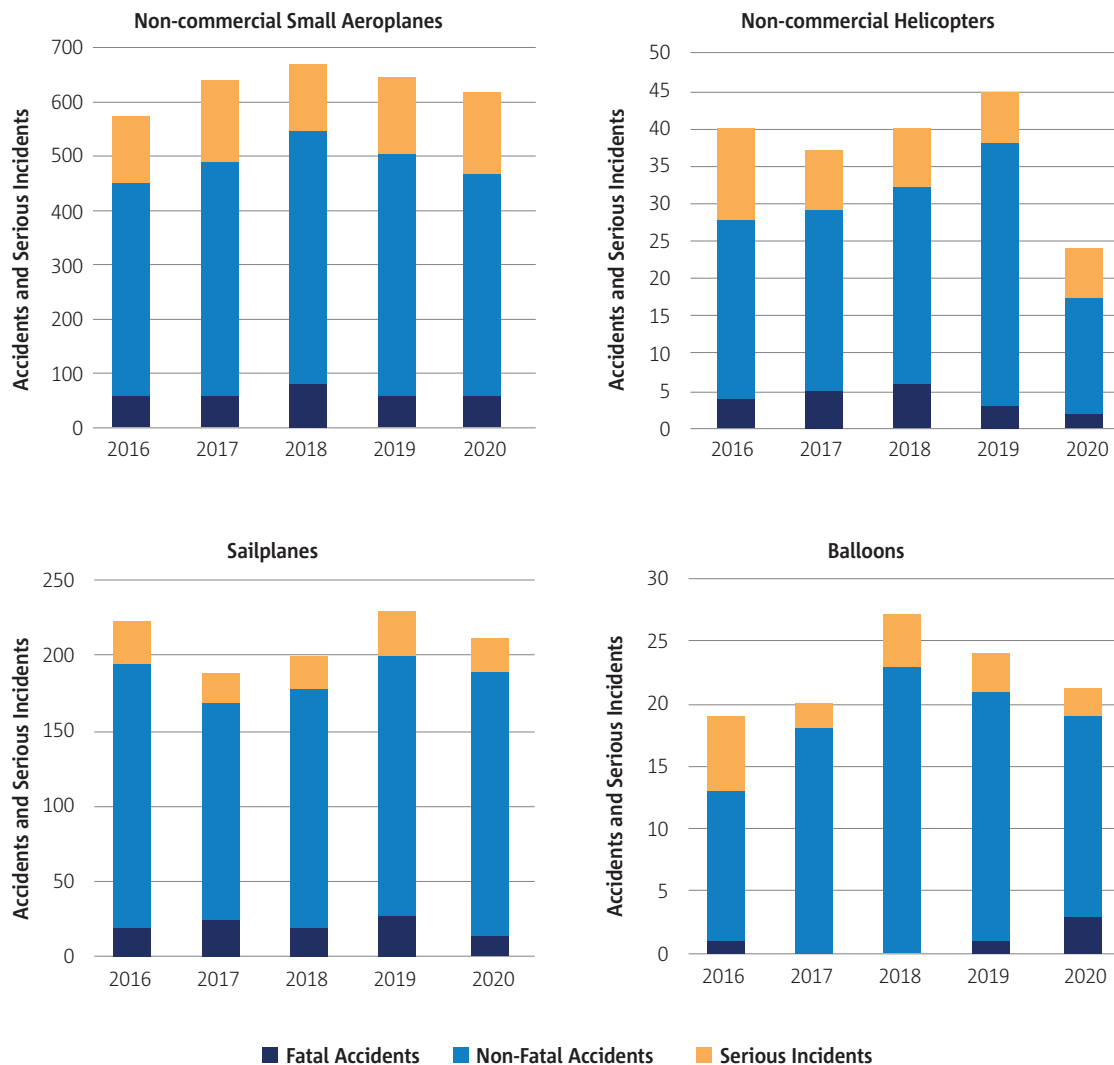 Non-commercial Small Aeroplanes
Accidents and Serious Incidents
700
600
500
400
300
200
100
0
2016 2017 2018 2019 2020
Non-commercial Helicopters
Accidents and Serious Incidents
50
45
40
35
30
25
20
15
10
5
0
2016 2017 2018 2019 2020
Sailplanes
Accidents and Serious Incidents
250
200
150
100
50
0
2016 2017 2018 2019 2020
Balloons
Accidents and Serious Incidents
30
25
20
15
10
5
0
2016 2017 2018 2019 2020
Fatal Accidents Non-Fatal Accidents Serious Incidents